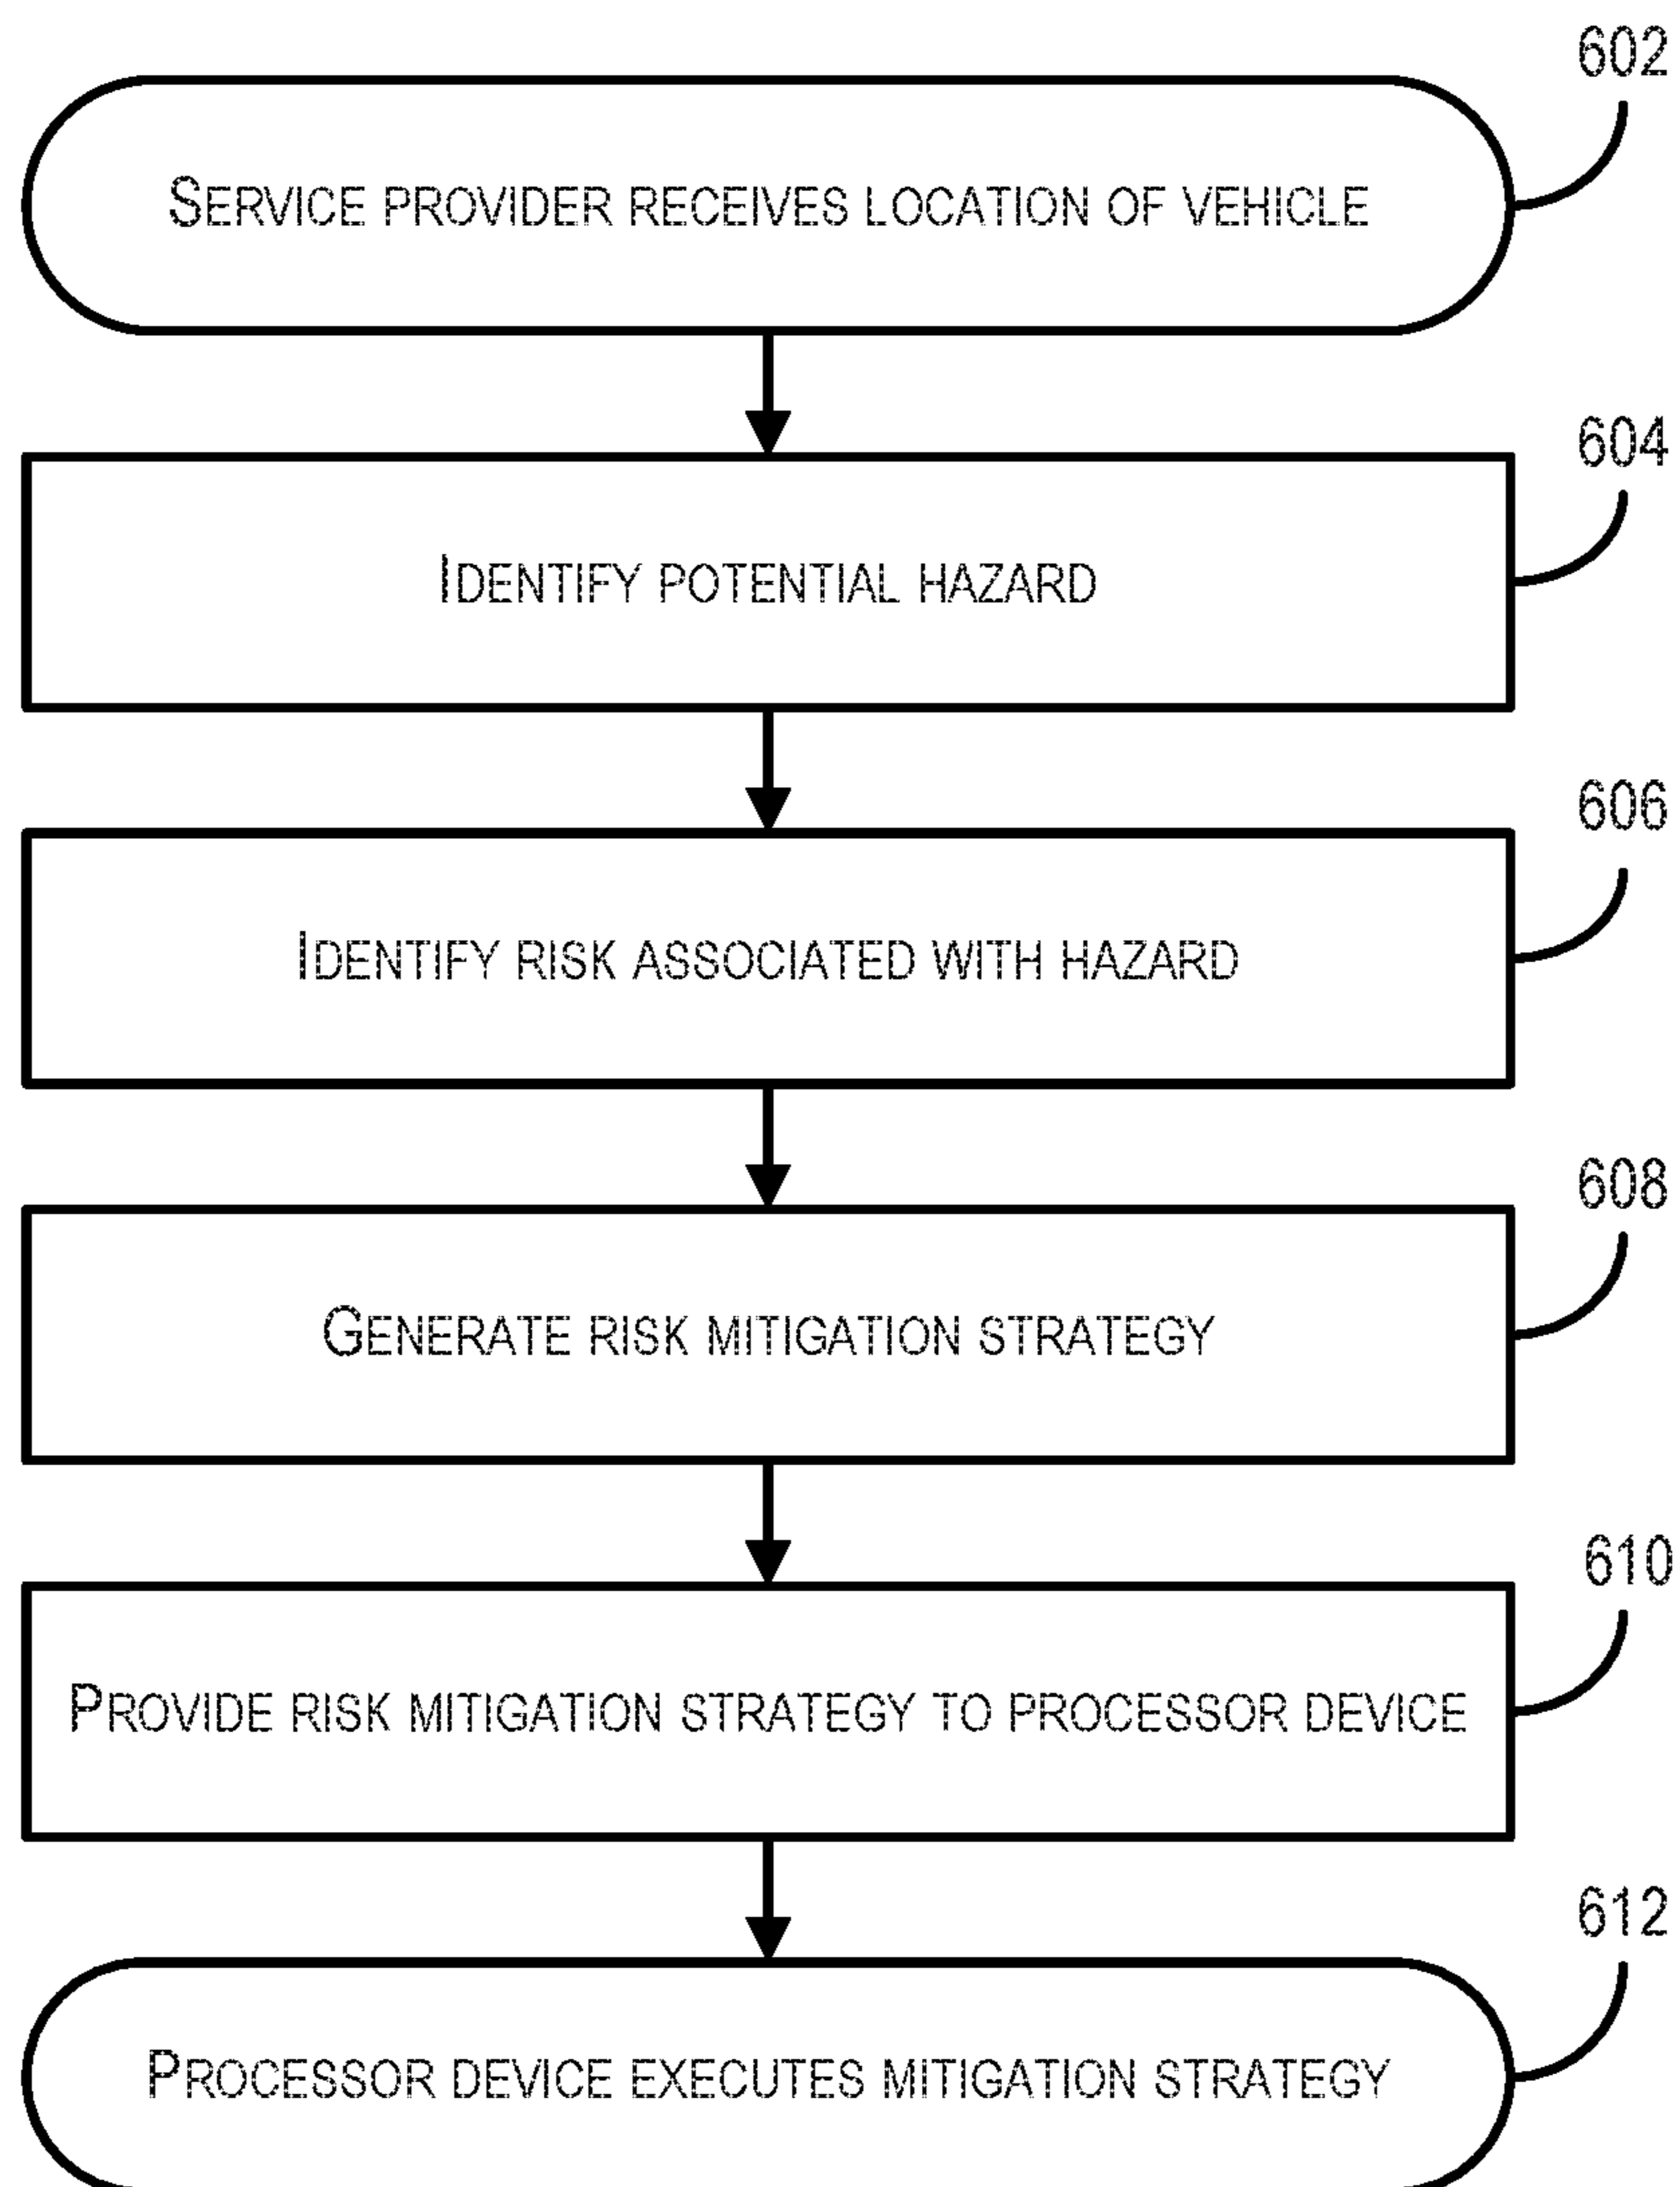 602
SERVICE PROVIDER RECEIVES LOCATION OF VEHICLE
604
IDENTIFY POTENTIAL HAZARD
606
IDENTIFY RISK ASSOCIATED WITH HAZARD
608
GENERATE RISK MITIGATION STRATEGY
610
PROVIDE RISK MITIGATION STRATEGY TO PROCESSOR DEVICE
612
PROCESSOR DEVICE EXECUTES MITIGATION STRATEGY